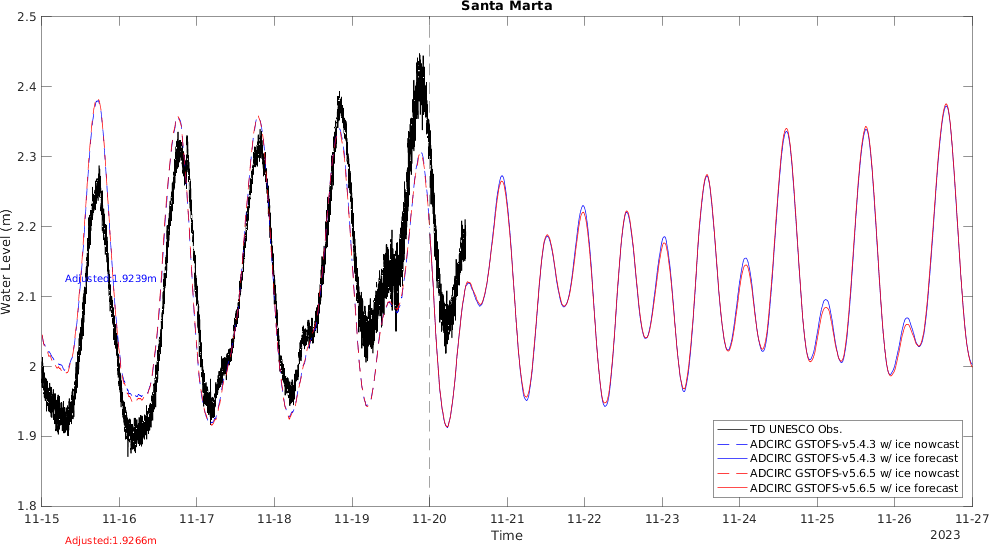 Santa Marta
2.5
2.4
2.3
2.2
2.1
2
1.9
1.8
Water Level (m)
Adjusted:1.9239m
TD UNESCO Obs.
ADCIRC GSTOFS-v5.4.3 w/ ice nowcast
ADCIRC GSTOFS-v5.4.3 w/ ice forecast
ADCIRC GSTOFS-v5.6.5 w/ ice nowcast
ADCIRC GSTOFS-v5.6.5 w/ ice forecast
11-15 11-16 11-17 11-18 11-19 11-20 11-21 11-22 11-23 11-24 11-25 11-26 11-27
Time
2023
Adjusted:1.9266m